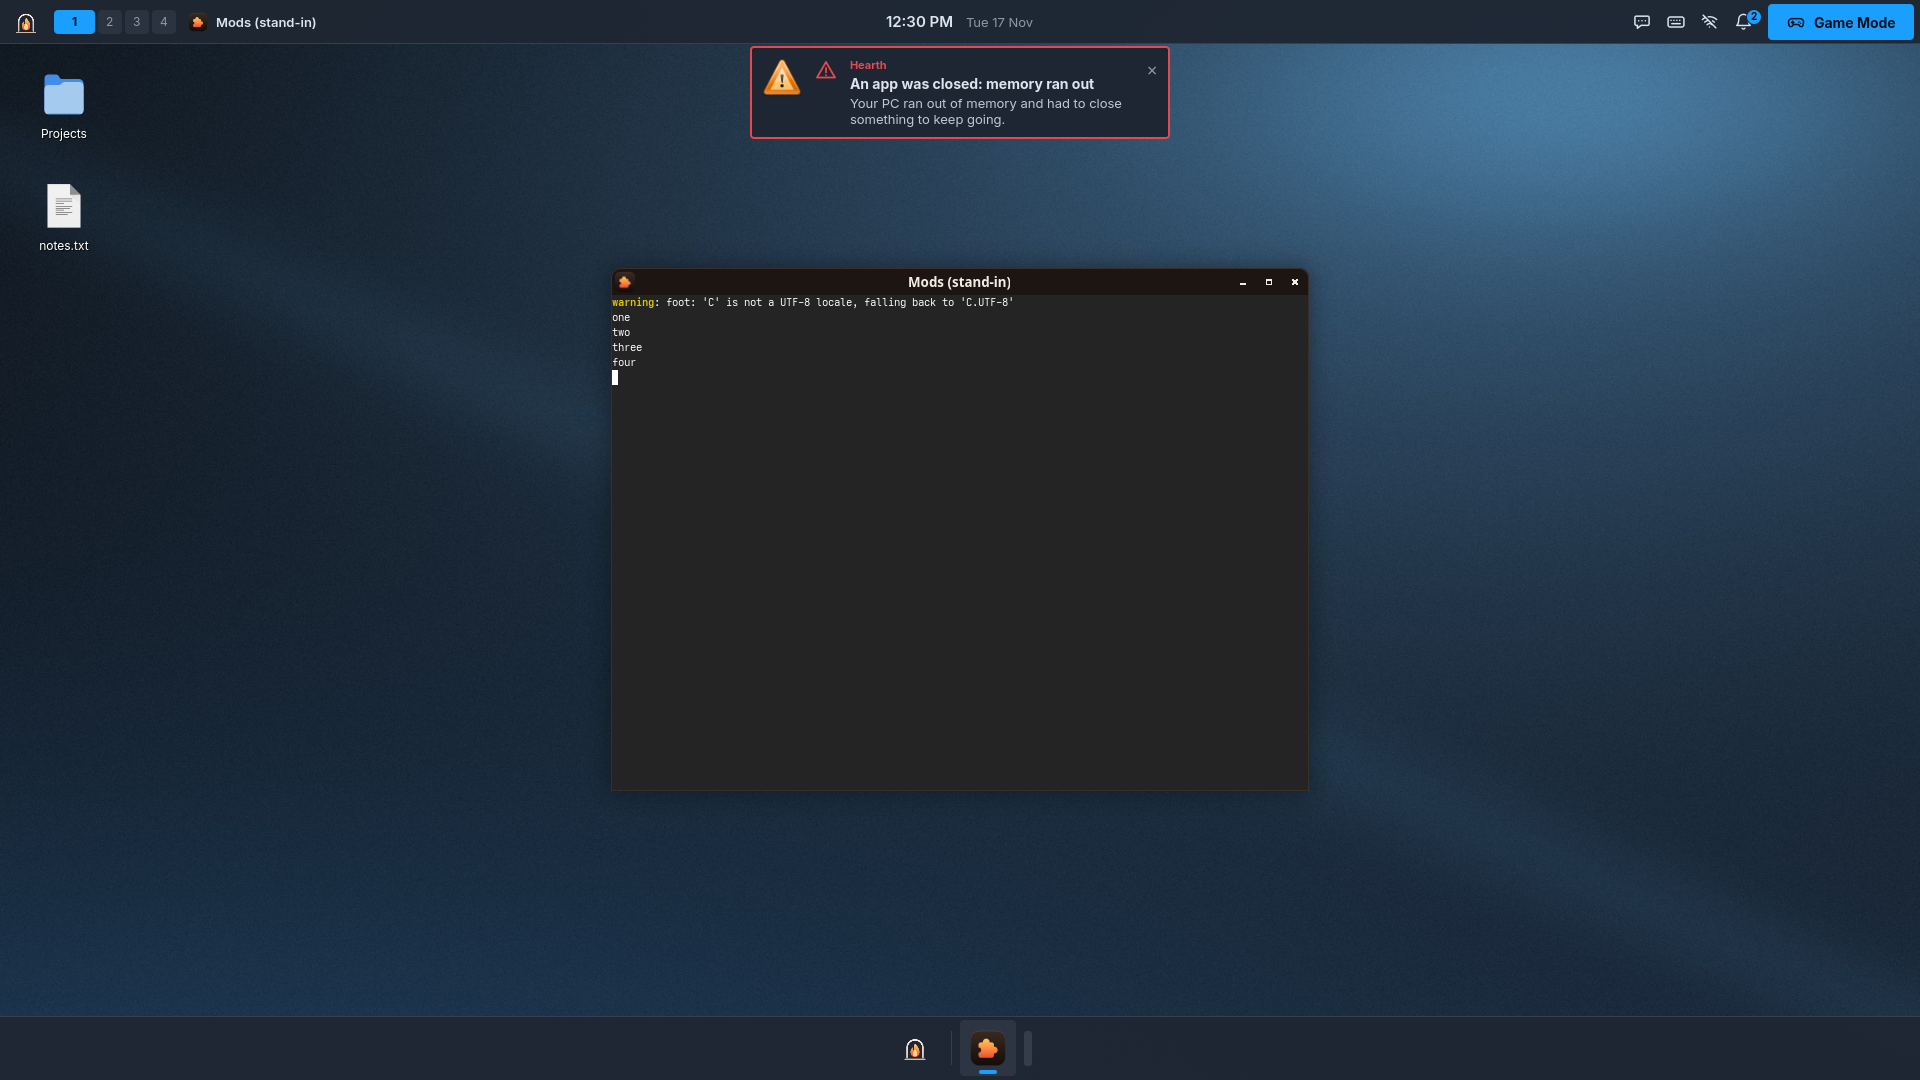 1 2 3 4 Mods (stand-in) 12:30 PM Tue 17 Nov 2 Game Mode
Hearth
An app was closed: memory ran out
Your PC ran out of memory and had to close
something to keep going.
Projects
notes.txt
Mods (stand-in)
warning: foot: 'C' is not a UTF-8 locale, falling back to 'C.UTF-8'
one
two
three
four